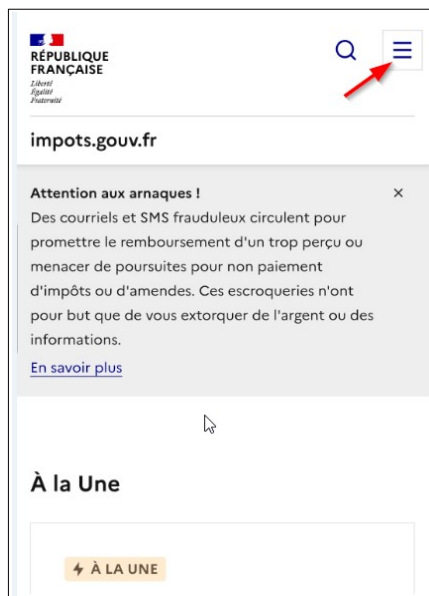 RÉPUBLIQUE
FRANÇAISE
Liberté
Égalité
Fraternité
impots.gouv.fr
Attention aux arnaques !
Des courriels et SMS frauduleux circulent pour
promettre le remboursement d'un trop perçu ou
menacer de poursuites pour non paiement
d'impôts ou d'amendes. Ces escroqueries n'ont
pour but que de vous extorquer de l'argent ou des
informations.
En savoir plus
À la Une
À LA UNE